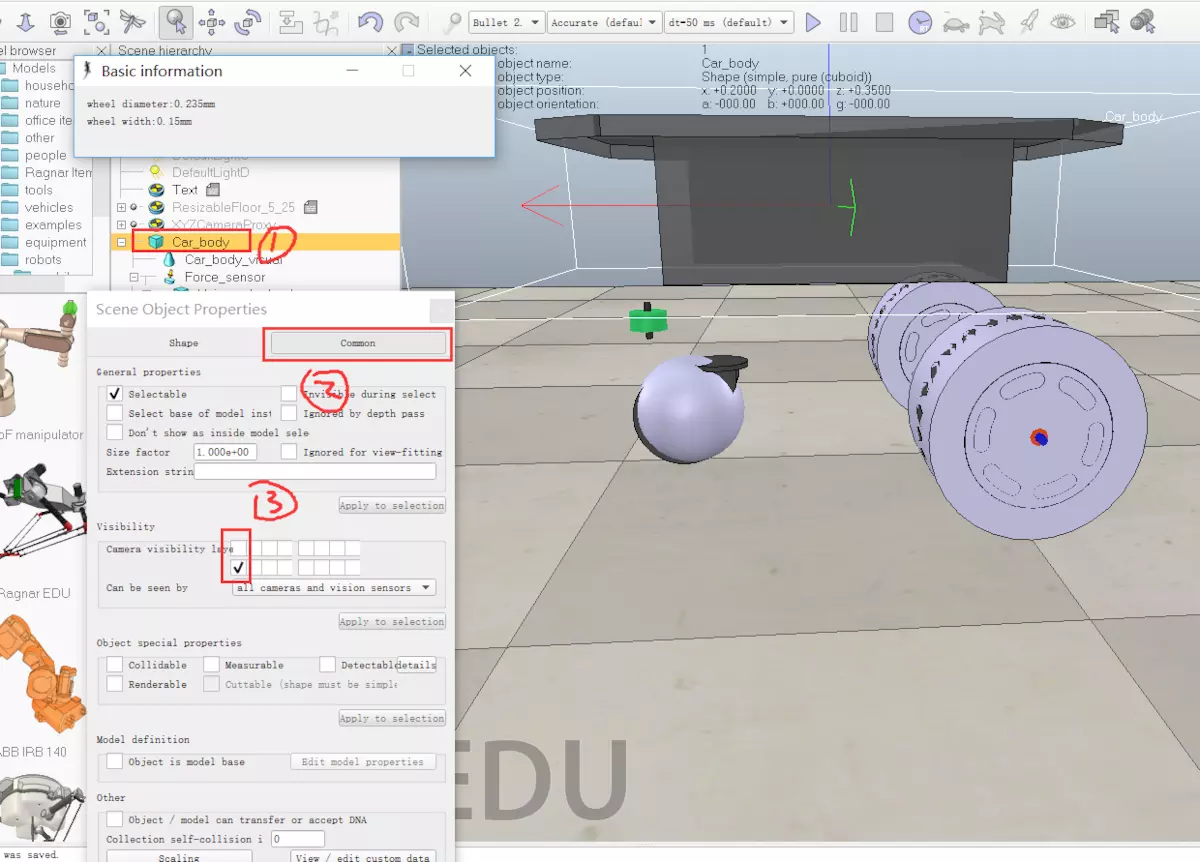 Bullet 2.
Accurate (defau
dt=50 ms (default)
el browser
Scene hierarchy
Selected objects:
1
object name:
Car_body
object type:
Shape (simple, pure (cuboid))
object position:
x: +0.2000 y: +0.0000 z: +0.3500
object orientation:
a: -000.00 b: +000.00 g: -000.00
Car_body
Basic information
wheel diameter:0.235mm
wheel width:0.15mm
Models
househo
nature
office ite
other
people
Ragnar Item
tools
vehicles
examples
equipment
robots
DefaultLightD
Text
ResizableFloor_5_25
XYZCameraProxy
Car_body
1
Car_body_visual
Force_sensor
Scene Object Properties
Shape
Common
2
General properties
Selectable
Invisible during select
Select base of model inst
Ignored by depth pass
Don't show as inside model sele
Size factor
1.000e+00
Ignored for view-fitting
Extension strin
3
Apply to selection
Visibility
Camera visibility laye
Can be seen by
all cameras and vision sensors
Apply to selection
Object special properties
Collidable
Measurable
Detectabl
details
Renderable
Cuttable (shape must be simple
Apply to selection
Model definition
Object is model base
Edit model properties
Other
Object / model can transfer or accept DNA
Collection self-collision i
0
Scaling
View / edit custom data
oF manipulator
Ragnar EDU
ABB IRB 140
was saved.
EDU